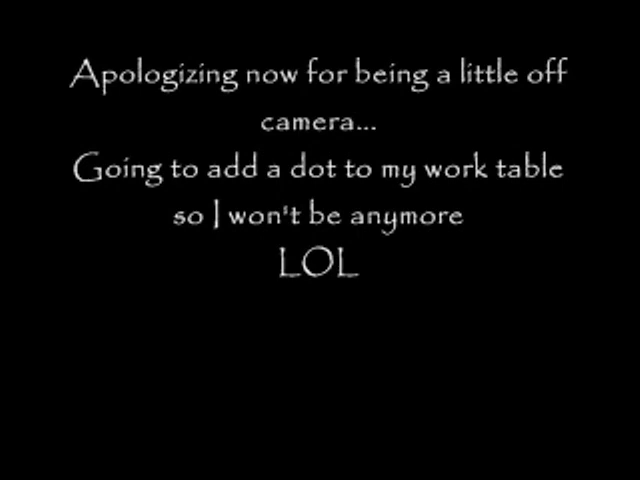 Apologizing now for being a little off
camera...
Going to add a dot to my work table
so I won't be anymore
LOL